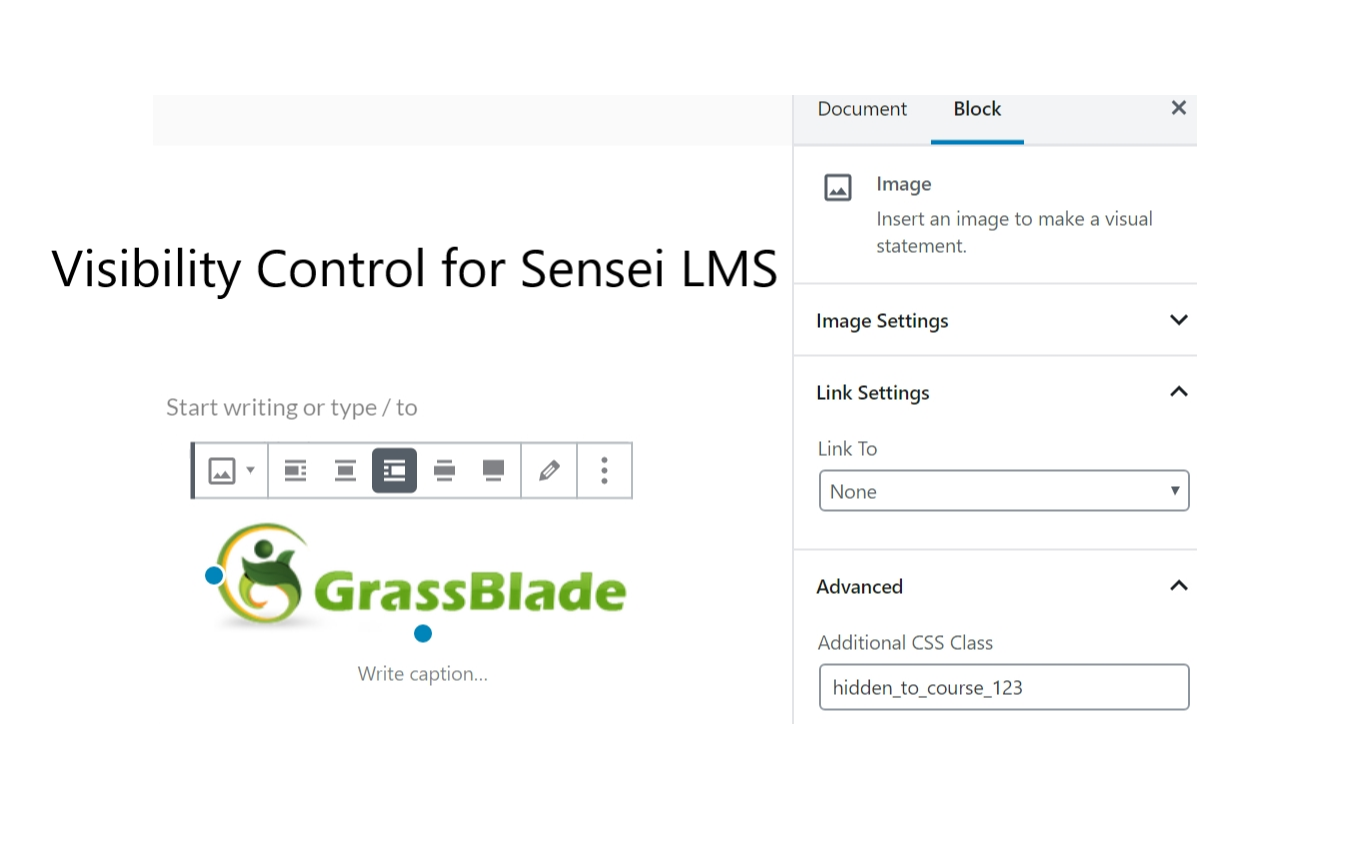 Document Block
Image
Insert an image to make a visual
statement.
Visibility Control for Sensei LMS
Image Settings
Link Settings
Start writing or type / to
Link To
None
GrassBlade
Write caption...
Advanced
Additional CSS Class
hidden_to_course_123